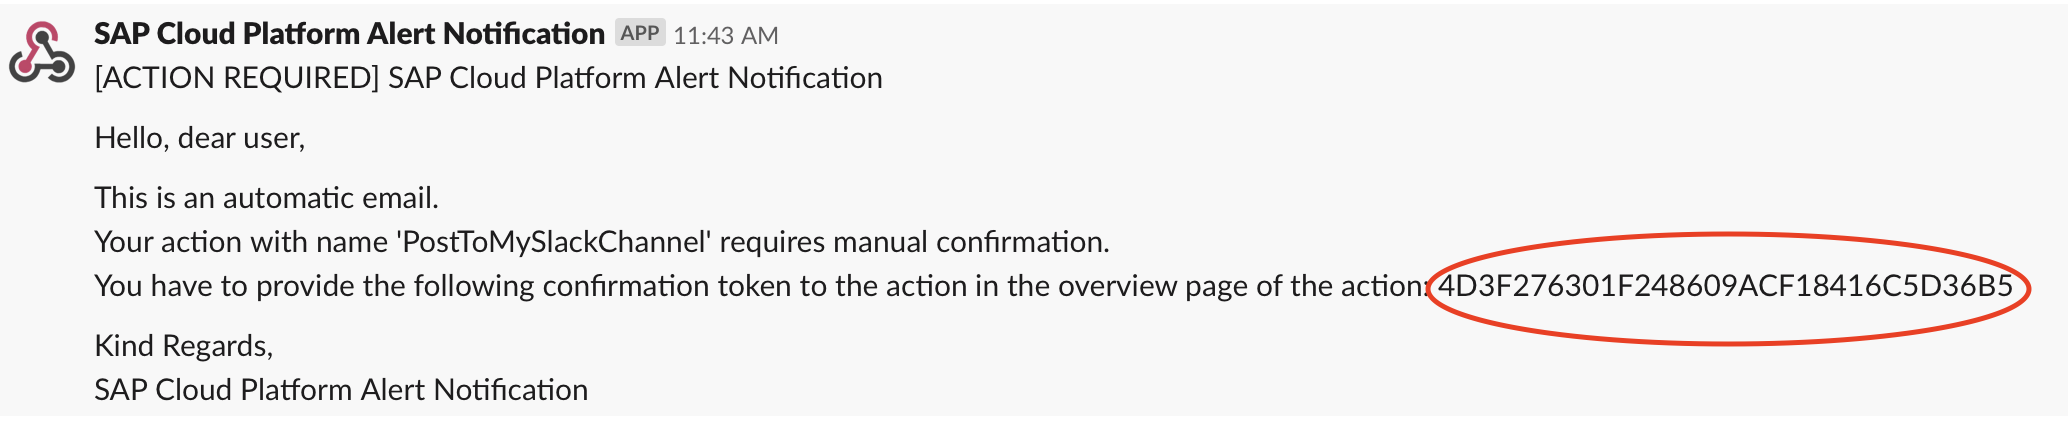 SAP Cloud Platform Alert Notification APP 11:43 AM
[ACTION REQUIRED] SAP Cloud Platform Alert Notification
Hello, dear user,
This is an automatic email.
Your action with name 'PostToMySlackChannel' requires manual confirmation.
You have to provide the following confirmation token to the action in the overview page of the action: 4D3F276301F248609ACF18416C5D36B5
Kind Regards,
SAP Cloud Platform Alert Notification